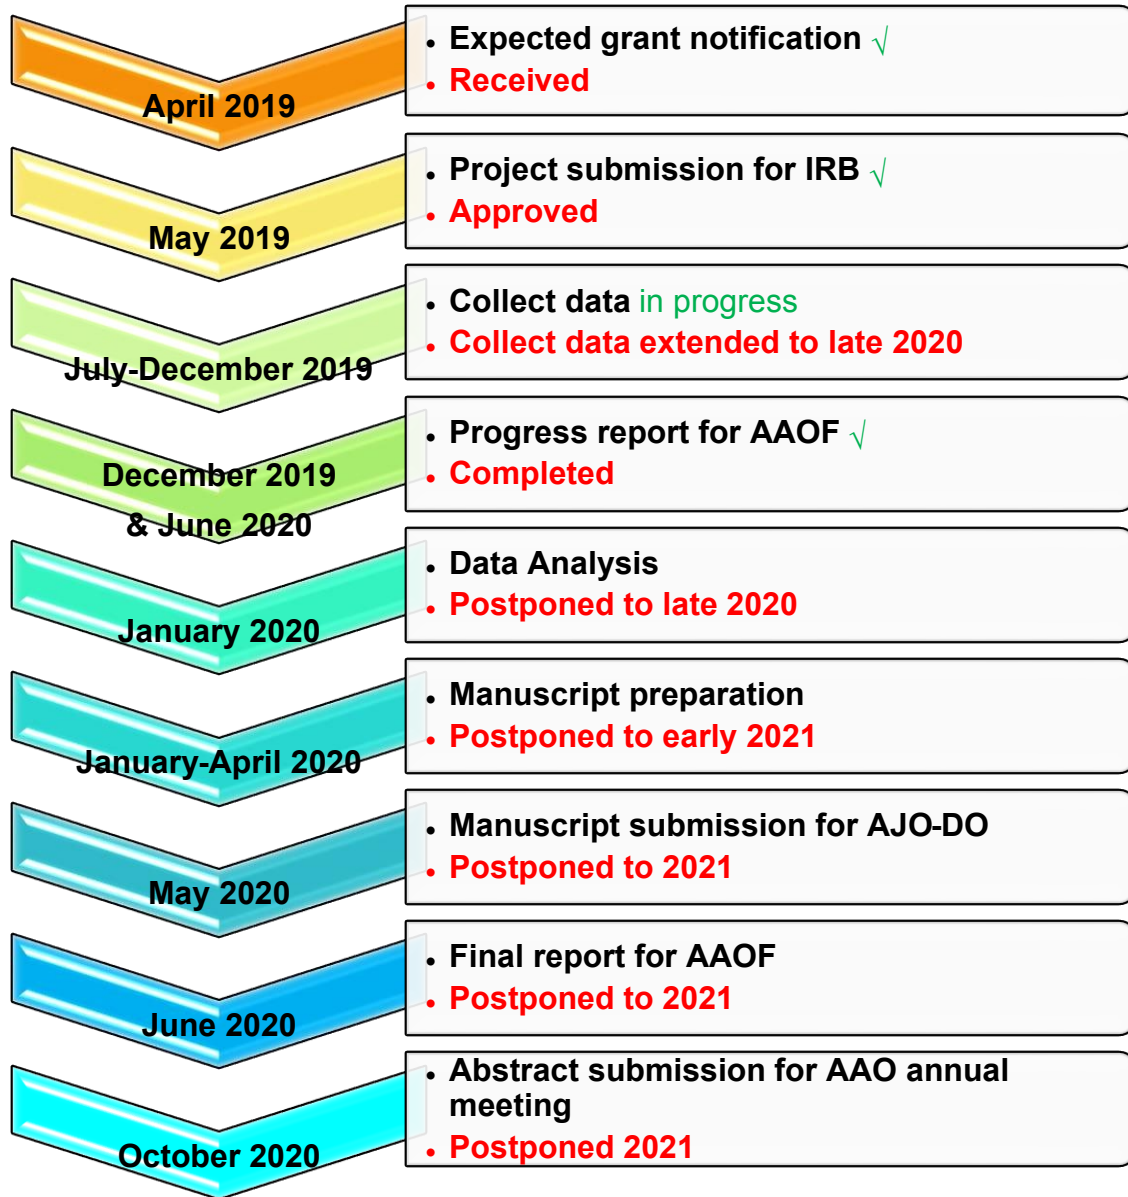 April 2019
• Expected grant notification √
• Received
May 2019
• Project submission for IRB √
• Approved
July-December 2019
• Collect data in progress
• Collect data extended to late 2020
December 2019
& June 2020
• Progress report for AAOF √
• Completed
January 2020
• Data Analysis
• Postponed to late 2020
January-April 2020
• Manuscript preparation
• Postponed to early 2021
May 2020
• Manuscript submission for AJO-DO
• Postponed to 2021
June 2020
• Final report for AAOF
• Postponed to 2021
October 2020
• Abstract submission for AAO annual
meeting
• Postponed 2021